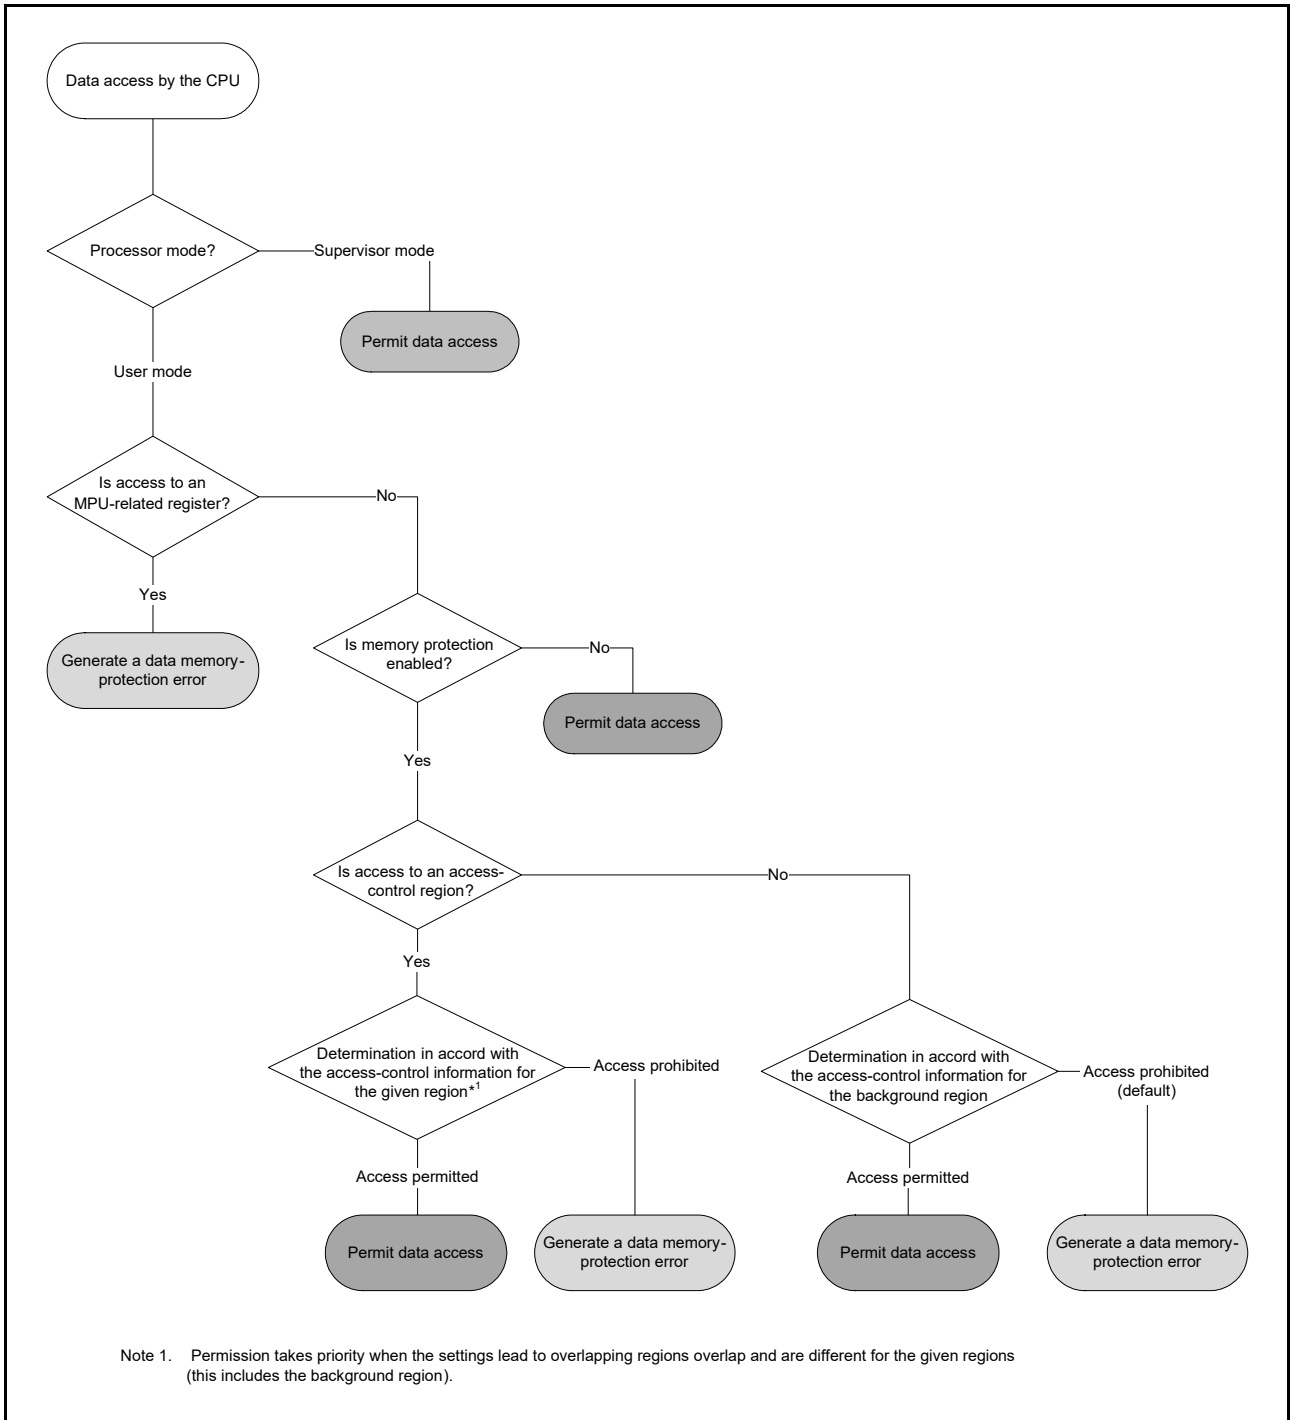 Data access by the CPU
Processor mode?
Supervisor mode
Permit data access
User mode
Is access to an
MPU-related register?
No
Yes
Generate a data memory-
protection error
Is memory protection
enabled?
No
Permit data access
Yes
Is access to an access-
control region?
No
Yes
Determination in accord with
the access-control information for
the given region*1
Access prohibited
Determination in accord with
the access-control information for
the background region
Access prohibited
(default)
Access permitted
Access permitted
Permit data access
Generate a data memory-
protection error
Permit data access
Generate a data memory-
protection error
Note 1. Permission takes priority when the settings lead to overlapping regions overlap and are different for the given regions
(this includes the background region).